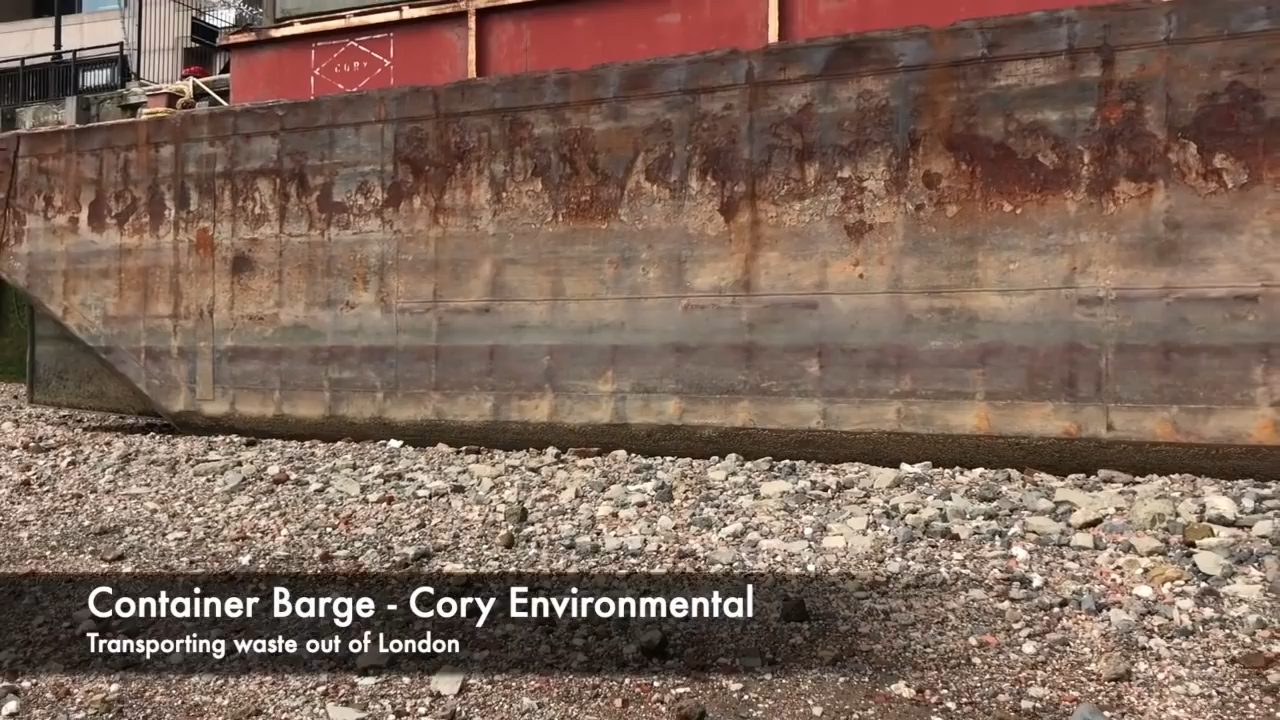 CORY
Container Barge - Cory Environmental
Transporting waste out of London